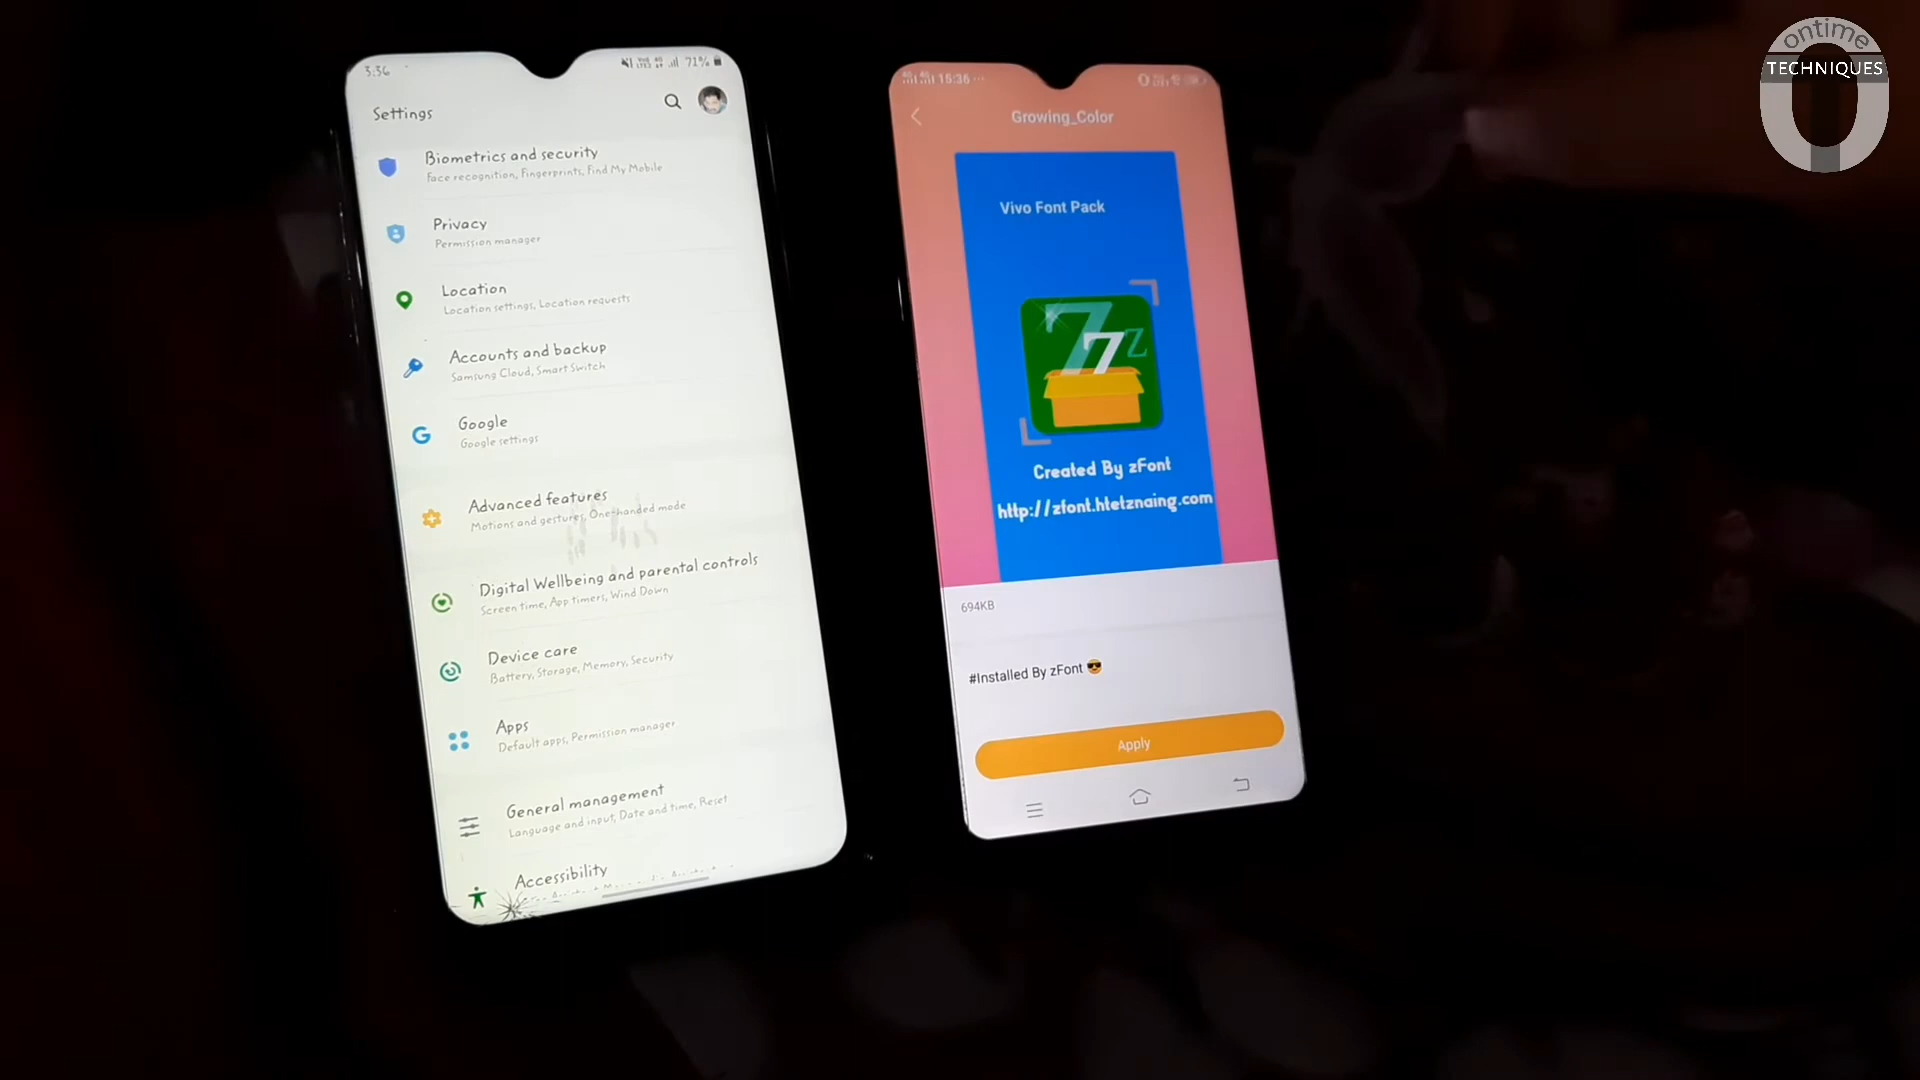 3:36
71%
Settings
Biometrics and security
Face recognition, Fingerprints, Find My Mobile
Privacy
Permission manager
Location
Location settings, Location requests
Accounts and backup
Samsung Cloud, Smart Switch
Google
Google settings
Advanced features
Motions and gestures, One-handed mode
Digital Wellbeing and parental controls
Screen time, App timers, Wind Down
Device care
Battery, Storage, Memory, Security
Apps
Default apps, Permission manager
General management
Language and input, Date and time, Reset
Accessibility
15:36
Growing_Color
Vivo Font Pack
Created By zFont
http://zfont.htetznaing.com
694KB
#Installed By zFont 😎
Apply
ontime
TECHNIQUES